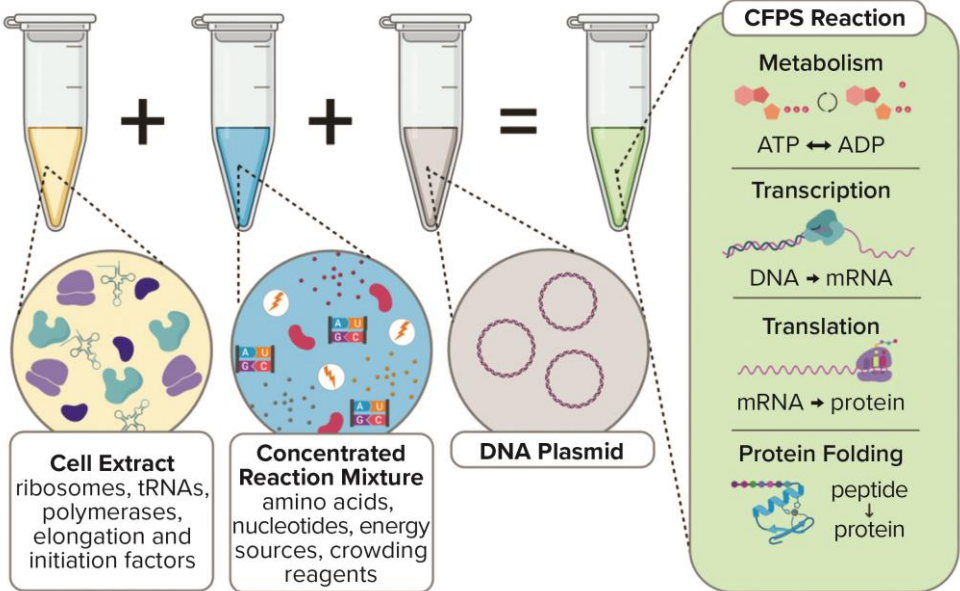 +
+
=
A U
G C
A U
G C
A U
G C
Cell Extract
ribosomes, tRNAs,
polymerases,
elongation and
initiation factors
Concentrated
Reaction Mixture
amino acids,
nucleotides, energy
sources, crowding
reagents
DNA Plasmid
CFPS Reaction
Metabolism
ATP ↔ ADP
Transcription
DNA → mRNA
Translation
mRNA → protein
Protein Folding
peptide
↓
protein